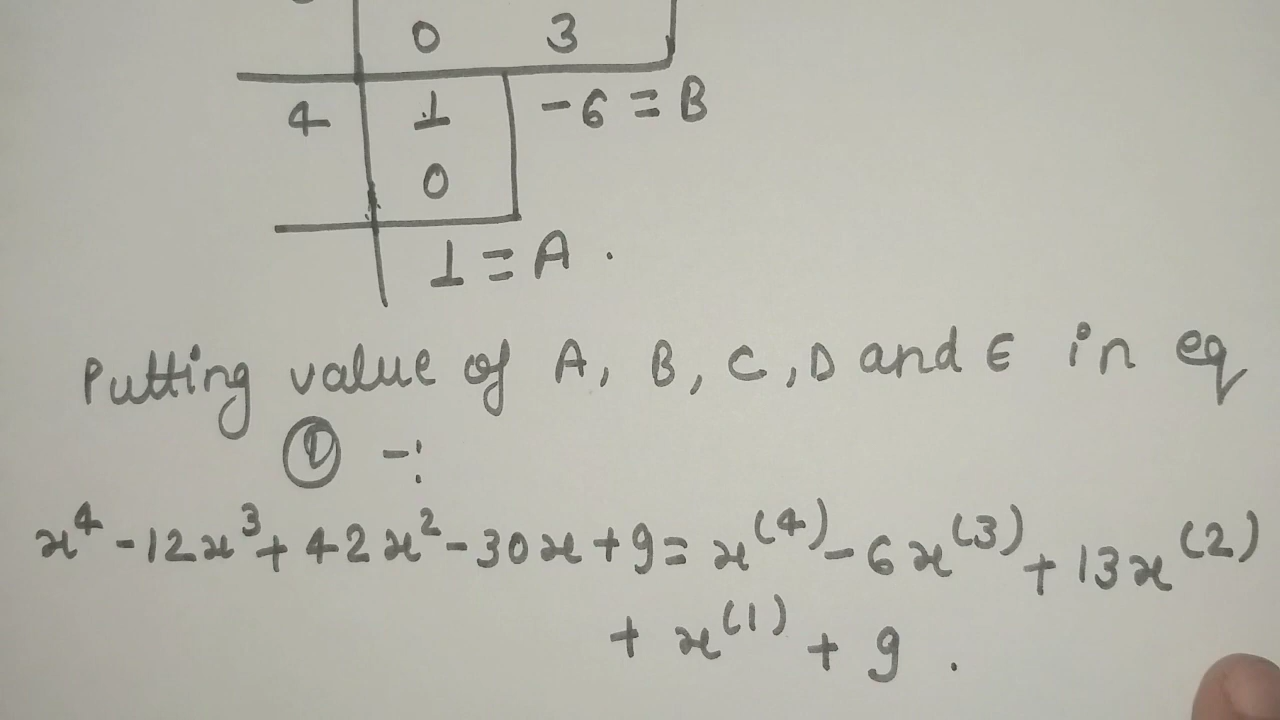 0 3
4 1 -6 = B
0
1 = A .
Putting value of A, B, C, D and E in eq
① -:
x⁴ - 12x³ + 42x² - 30x + 9 = x⁽⁴⁾ - 6x⁽³⁾ + 13x⁽²⁾
+ x⁽¹⁾ + 9 .